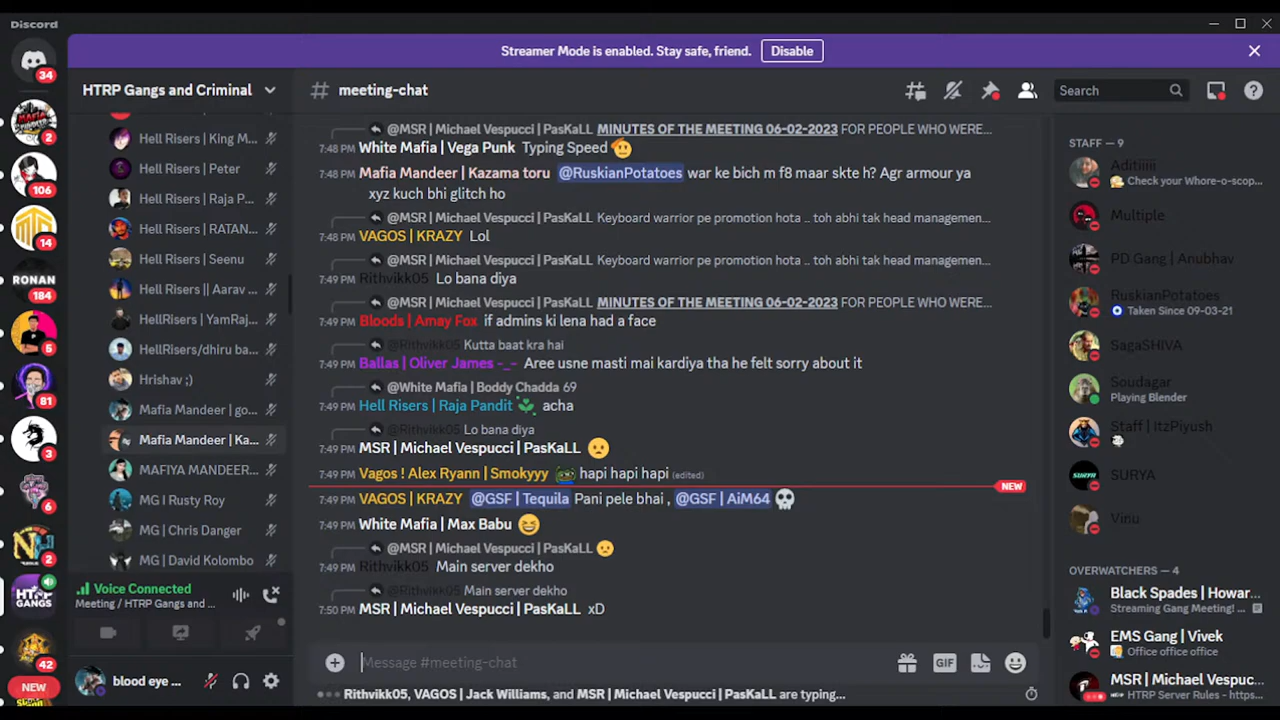 Discord
Streamer Mode is enabled. Stay safe, friend. Disable
34
2
106
14
RONAN
184
81
3
6
2
HTRP
GANGS
42
NEW
HTRP Gangs and Criminal
Hell Risers | King M...
Hell Risers | Peter
Hell Risers | Raja P...
Hell Risers | RATAN...
Hell Risers | Seenu
Hell Risers || Aarav ...
HellRisers | YamRaj...
HellRisers/dhiru ba...
Hrishav ;)
Mafia Mandeer | go...
Mafia Mandeer | Ka...
MAFIYA MANDEER...
MG I Rusty Roy
MG | Chris Danger
MG | David Kolombo
Voice Connected
Meeting / HTRP Gangs and ...
blood eye ...
# meeting-chat
Search
@MSR | Michael Vespucci | PasKaLL MINUTES OF THE MEETING 06-02-2023 FOR PEOPLE WHO WERE...
7:48 PM White Mafia | Vega Punk Typing Speed
7:48 PM Mafia Mandeer | Kazama toru @RuskianPotatoes war ke bich m f8 maar skte h? Agr armour ya
xyz kuch bhi glitch ho
@MSR | Michael Vespucci | PasKaLL Keyboard warrior pe promotion hota .. toh abhi tak head managemen...
7:48 PM VAGOS | KRAZY Lol
@MSR | Michael Vespucci | PasKaLL Keyboard warrior pe promotion hota .. toh abhi tak head managemen...
7:49 PM Rithvikk05 Lo bana diya
@MSR | Michael Vespucci | PasKaLL MINUTES OF THE MEETING 06-02-2023 FOR PEOPLE WHO WERE...
7:49 PM Bloods | Amay Fox if admins ki lena had a face
@Rithvikk05 Kutta baat kra hai
7:49 PM Ballas | Oliver James -_- Aree usne masti mai kardiya tha he felt sorry about it
@White Mafia | Boddy Chadda 69
7:49 PM Hell Risers | Raja Pandit acha
@Rithvikk05 Lo bana diya
7:49 PM MSR | Michael Vespucci | PasKaLL
7:49 PM Vagos ! Alex Ryann | Smokyyy hapi hapi hapi (edited)
NEW
7:49 PM VAGOS | KRAZY @GSF | Tequila Pani pele bhai , @GSF | AiM64
7:49 PM White Mafia | Max Babu
@MSR | Michael Vespucci | PasKaLL
7:49 PM Rithvikk05 Main server dekho
@Rithvikk05 Main server dekho
7:50 PM MSR | Michael Vespucci | PasKaLL xD
Message #meeting-chat
GIF
Rithvikk05, VAGOS | Jack Williams, and MSR | Michael Vespucci | PasKaLL are typing...
STAFF — 9
Aditiiiii
Check your Whore-o-scop...
Multiple
PD Gang | Anubhav
RuskianPotatoes
Taken Since 09-03-21
SagaSHIVA
Soudagar
Playing Blender
Staff | ItzPiyush
SURYA
Vinu
OVERWATCHERS — 4
Black Spades | Howar...
Streaming Gang Meeting! ...
EMS Gang | Vivek
Office office office
MSR | Michael Vespuc...
HTRP Server Rules - https...